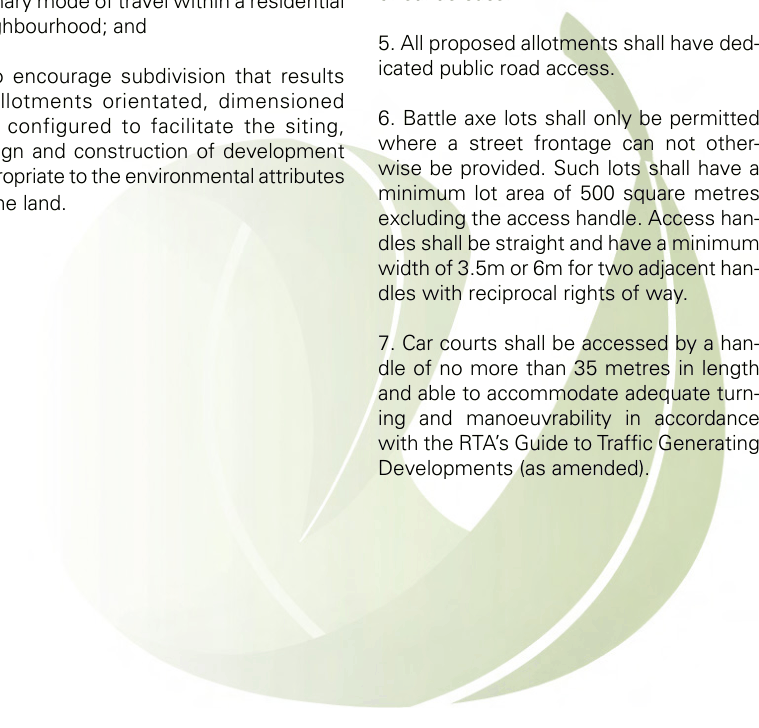 mode of travel within a residential
and
encourage subdivision that results
orientated, dimensioned
configured to facilitate the siting,
and construction of development
to the environmental attributes
land.
5. All proposed allotments shall have ded-
icated public road access.
6. Battle axe lots shall only be permitted
where a street frontage can not other-
wise be provided. Such lots shall have a
minimum lot area of 500 square metres
excluding the access handle. Access han-
dles shall be straight and have a minimum
width of 3.5m or 6m for two adjacent han-
dles with reciprocal rights of way.
7. Car courts shall be accessed by a han-
dle of no more than 35 metres in length
and able to accommodate adequate turn-
ing and manoeuvrability in accordance
with the RTA's Guide to Traffic Generating
Developments (as amended).